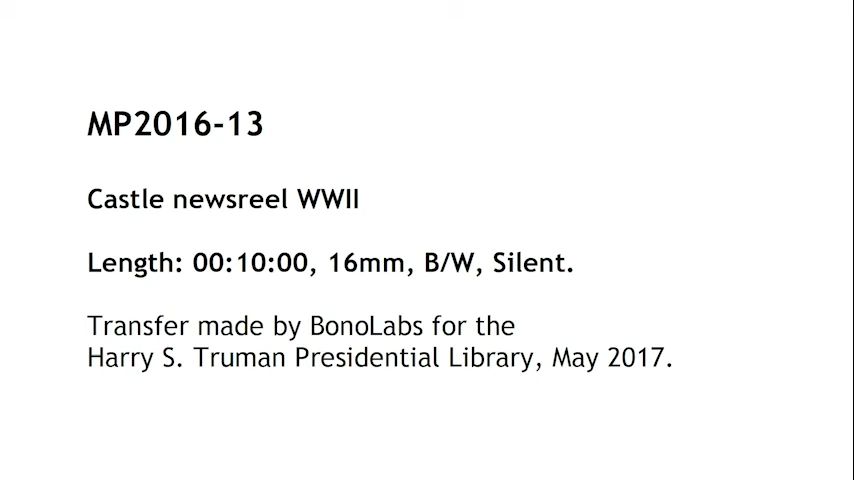 MP2016-13
Castle newsreel WWII
Length: 00:10:00, 16mm, B/W, Silent.
Transfer made by BonoLabs for the
Harry S. Truman Presidential Library, May 2017.